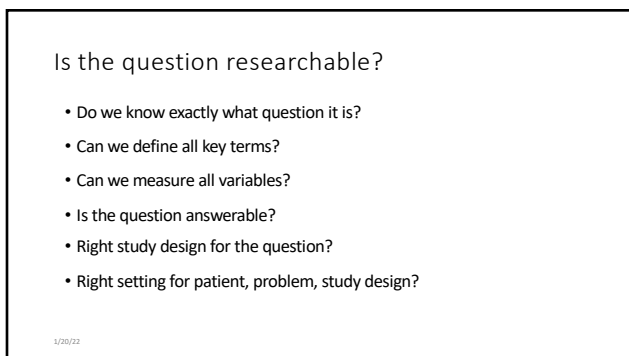 Is the question researchable?
• Do we know exactly what question it is?
• Can we define all key terms?
• Can we measure all variables?
• Is the question answerable?
• Right study design for the question?
• Right setting for patient, problem, study design?
1/20/22